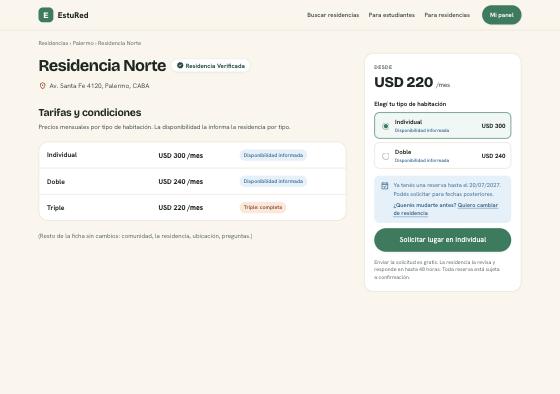 E EstuRed
Buscar residencias Para estudiantes Para residencias Mi panel
Residencias › Palermo › Residencia Norte
Residencia Norte Residencia Verificada
Av. Santa Fe 4120, Palermo, CABA
Tarifas y condiciones
Precios mensuales por tipo de habitación. La disponibilidad la informa la residencia por tipo.
Individual USD 300 /mes Disponibilidad informada
Doble USD 240 /mes Disponibilidad informada
Triple USD 220 /mes Triple: completa
(Resto de la ficha sin cambios: comunidad, la residencia, ubicación, preguntas.)
DESDE
USD 220 /mes
Elegí tu tipo de habitación
Individual
Disponibilidad informada
USD 300
Doble
Disponibilidad informada
USD 240
Ya tenés una reserva hasta el 20/07/2027.
Podés solicitar para fechas posteriores.
¿Querés mudarte antes? Quiero cambiar
de residencia
Solicitar lugar en Individual
Enviar la solicitud es gratis. La residencia la revisa y
responde en hasta 48 horas. Toda reserva está sujeta
a confirmación.